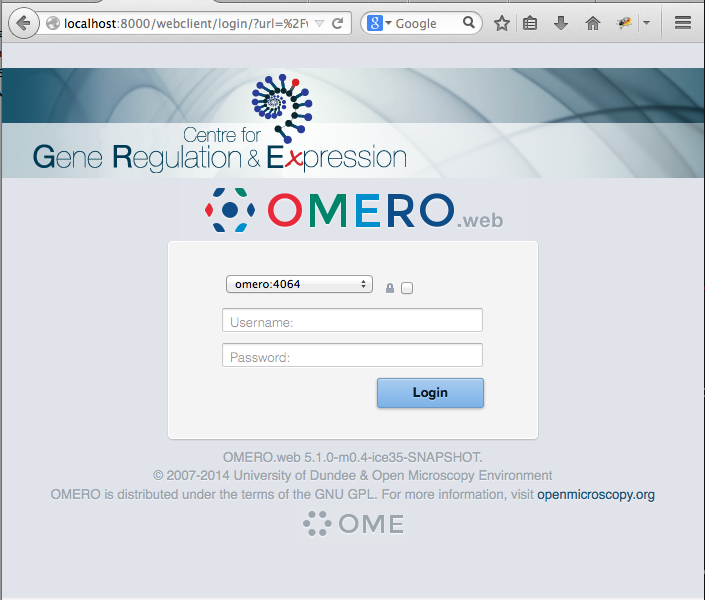 localhost:8000/webclient/login/?url=%2Fw
8 Google
Centre for
Gene Regulation & Expression
OMERO.web
omero:4064
Username:
Password:
Login
OMERO.web 5.1.0-m0.4-ice35-SNAPSHOT.
© 2007-2014 University of Dundee & Open Microscopy Environment
OMERO is distributed under the terms of the GNU GPL. For more information, visit openmicroscopy.org
OME